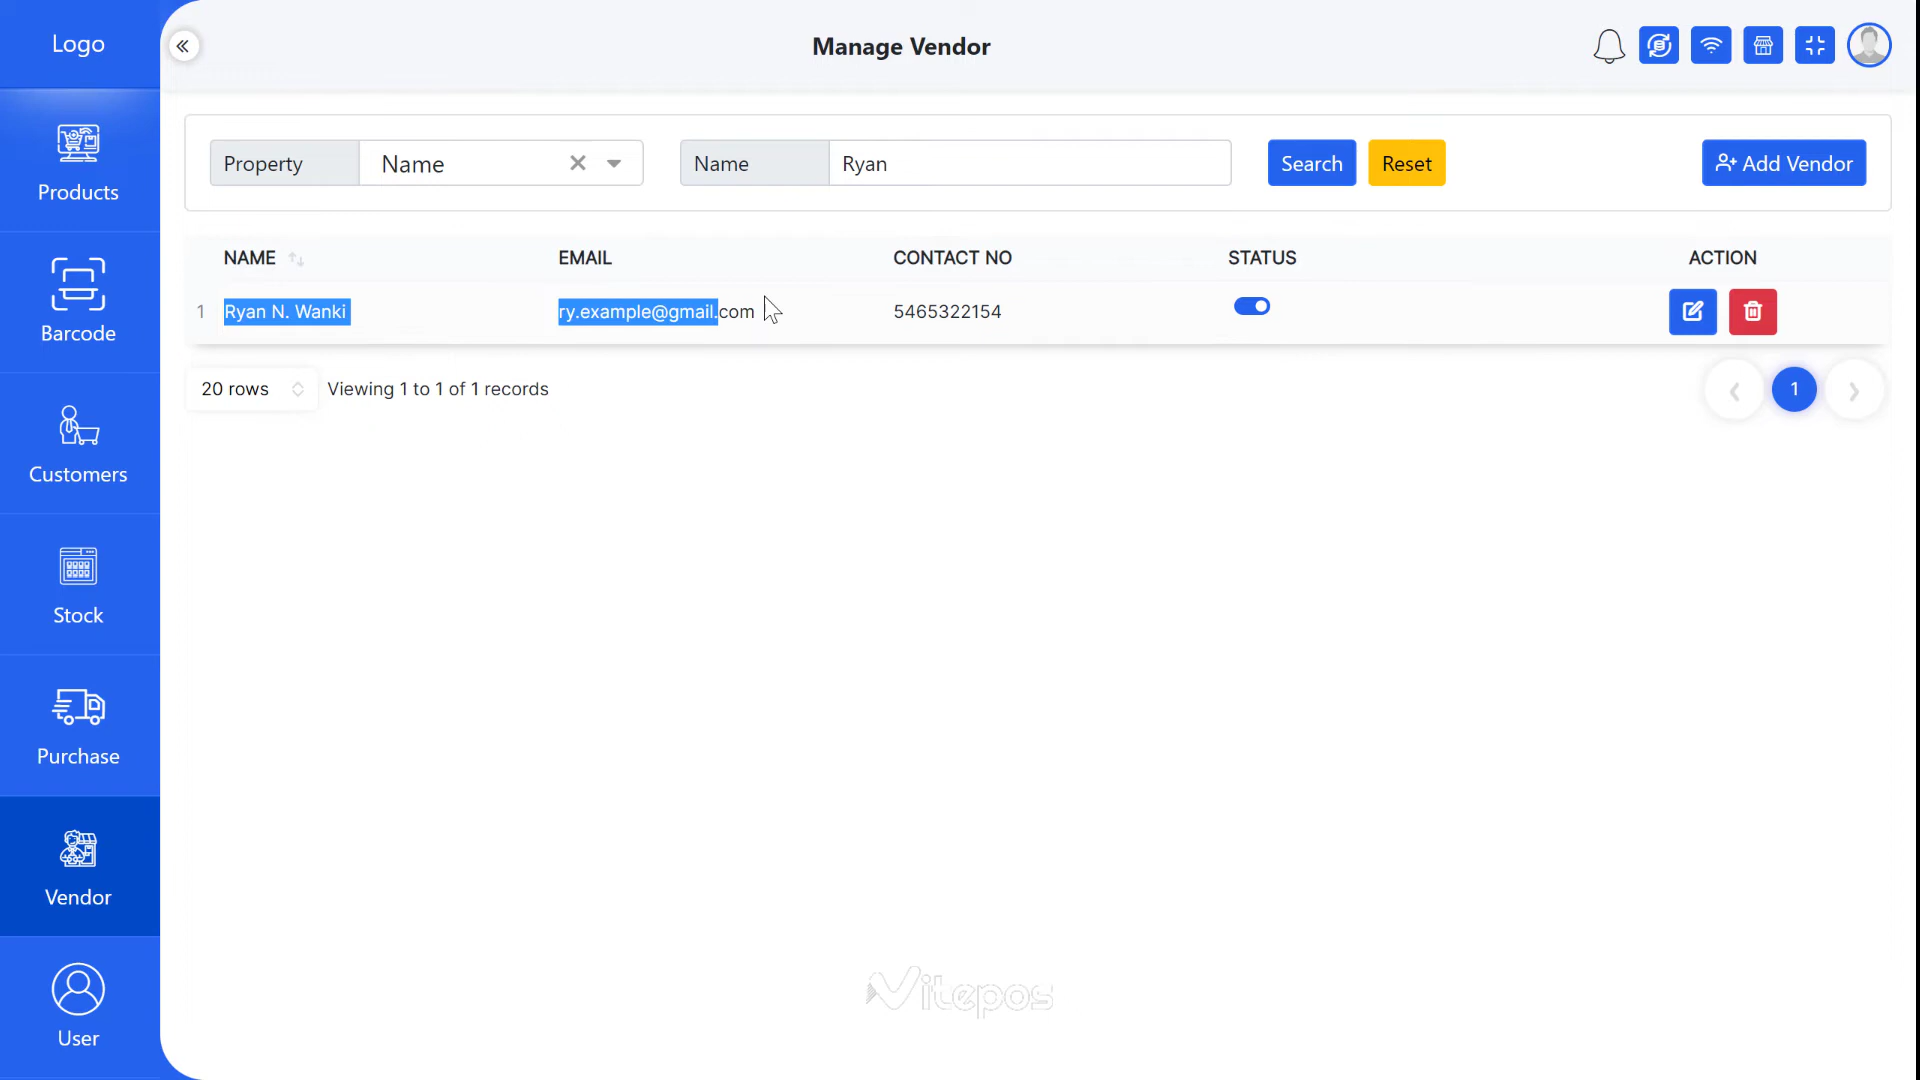 Logo
Manage Vendor
Products
Barcode
Customers
Stock
Purchase
Vendor
User
Property Name Name Ryan Search Reset Add Vendor
NAME EMAIL CONTACT NO STATUS ACTION
1 Ryan N. Wanki ry.example@gmail.com 5465322154
20 rows Viewing 1 to 1 of 1 records 1
Vitepos